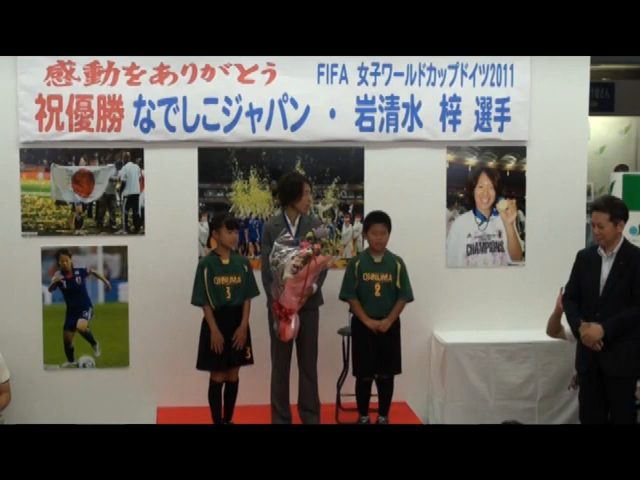 感動をありがとう FIFA 女子ワールドカップドイツ2011
祝優勝 なでしこジャパン・岩清水 梓 選手
CHAMPIONS
OHNUMA
3
2